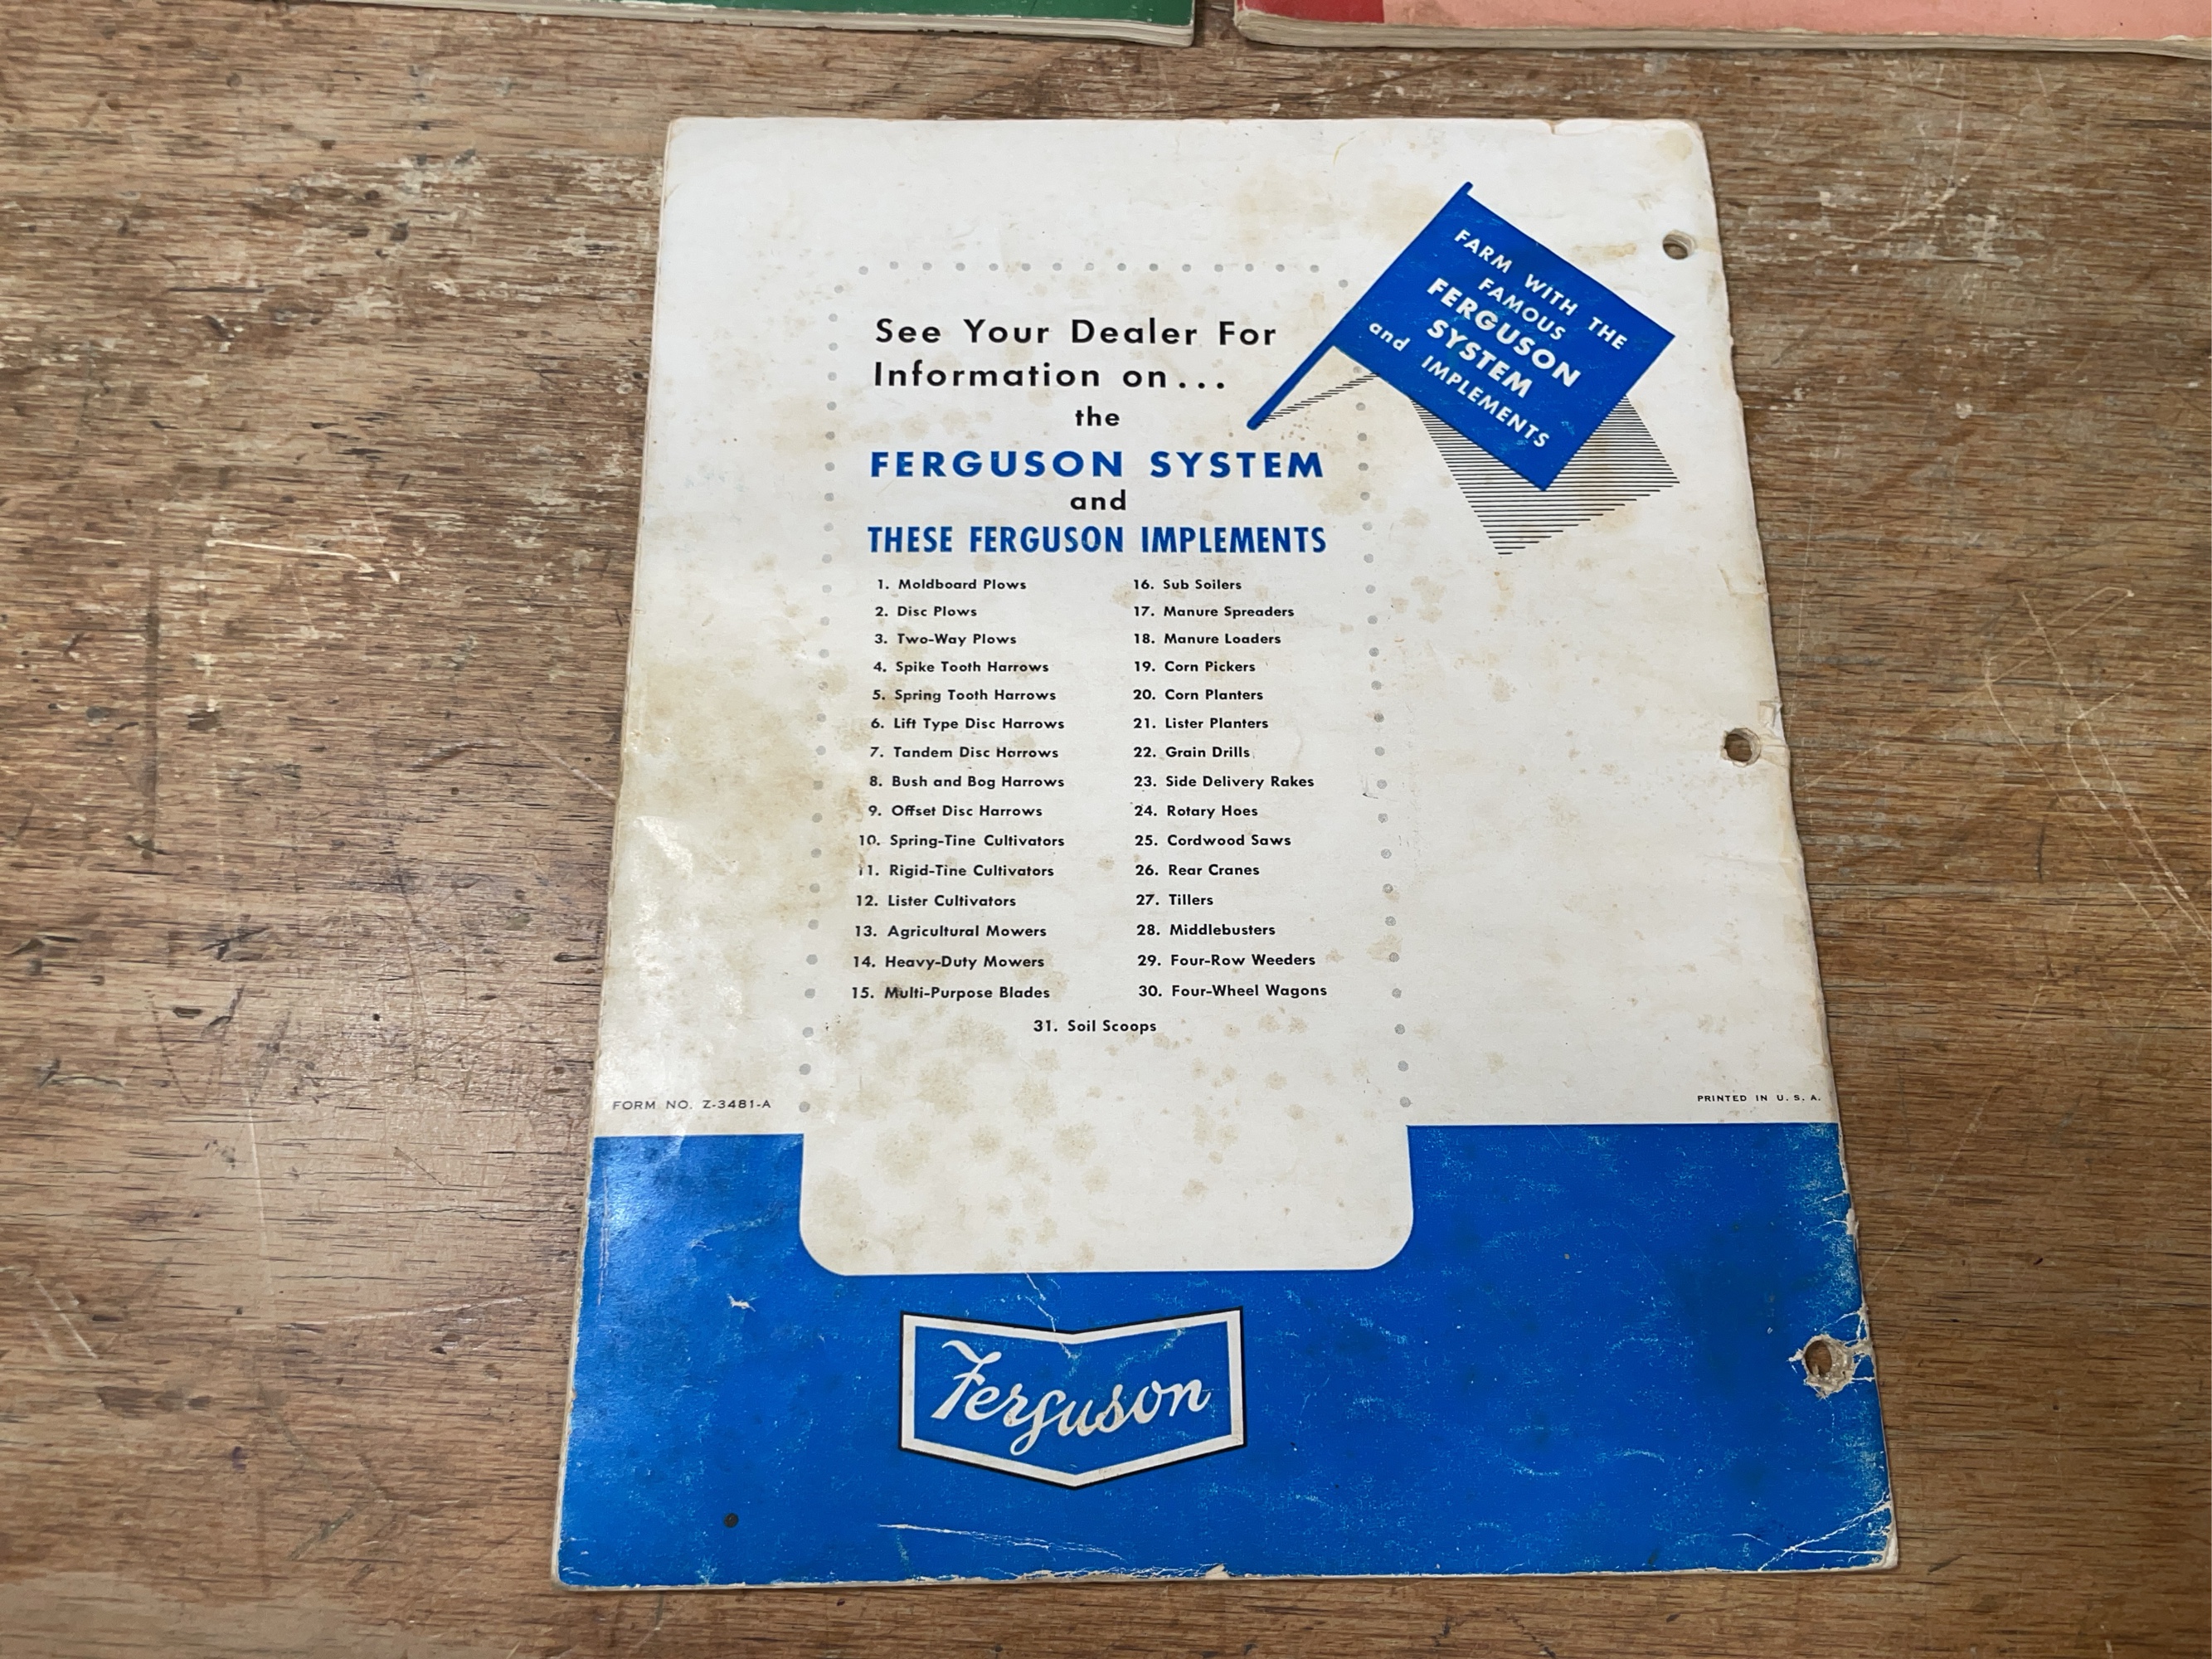 FARM WITH THE
FAMOUS
FERGUSON
SYSTEM
and IMPLEMENTS
See Your Dealer For
Information on...
the
FERGUSON SYSTEM
and
THESE FERGUSON IMPLEMENTS
1. Moldboard Plows
2. Disc Plows
3. Two-Way Plows
4. Spike Tooth Harrows
5. Spring Tooth Harrows
6. Lift Type Disc Harrows
7. Tandem Disc Harrows
8. Bush and Bog Harrows
9. Offset Disc Harrows
10. Spring-Tine Cultivators
11. Rigid-Tine Cultivators
12. Lister Cultivators
13. Agricultural Mowers
14. Heavy-Duty Mowers
15. Multi-Purpose Blades
16. Sub Soilers
17. Manure Spreaders
18. Manure Loaders
19. Corn Pickers
20. Corn Planters
21. Lister Planters
22. Grain Drills
23. Side Delivery Rakes
24. Rotary Hoes
25. Cordwood Saws
26. Rear Cranes
27. Tillers
28. Middlebusters
29. Four-Row Weeders
30. Four-Wheel Wagons
31. Soil Scoops
FORM NO. Z-3481-A
PRINTED IN U. S. A.
Ferguson